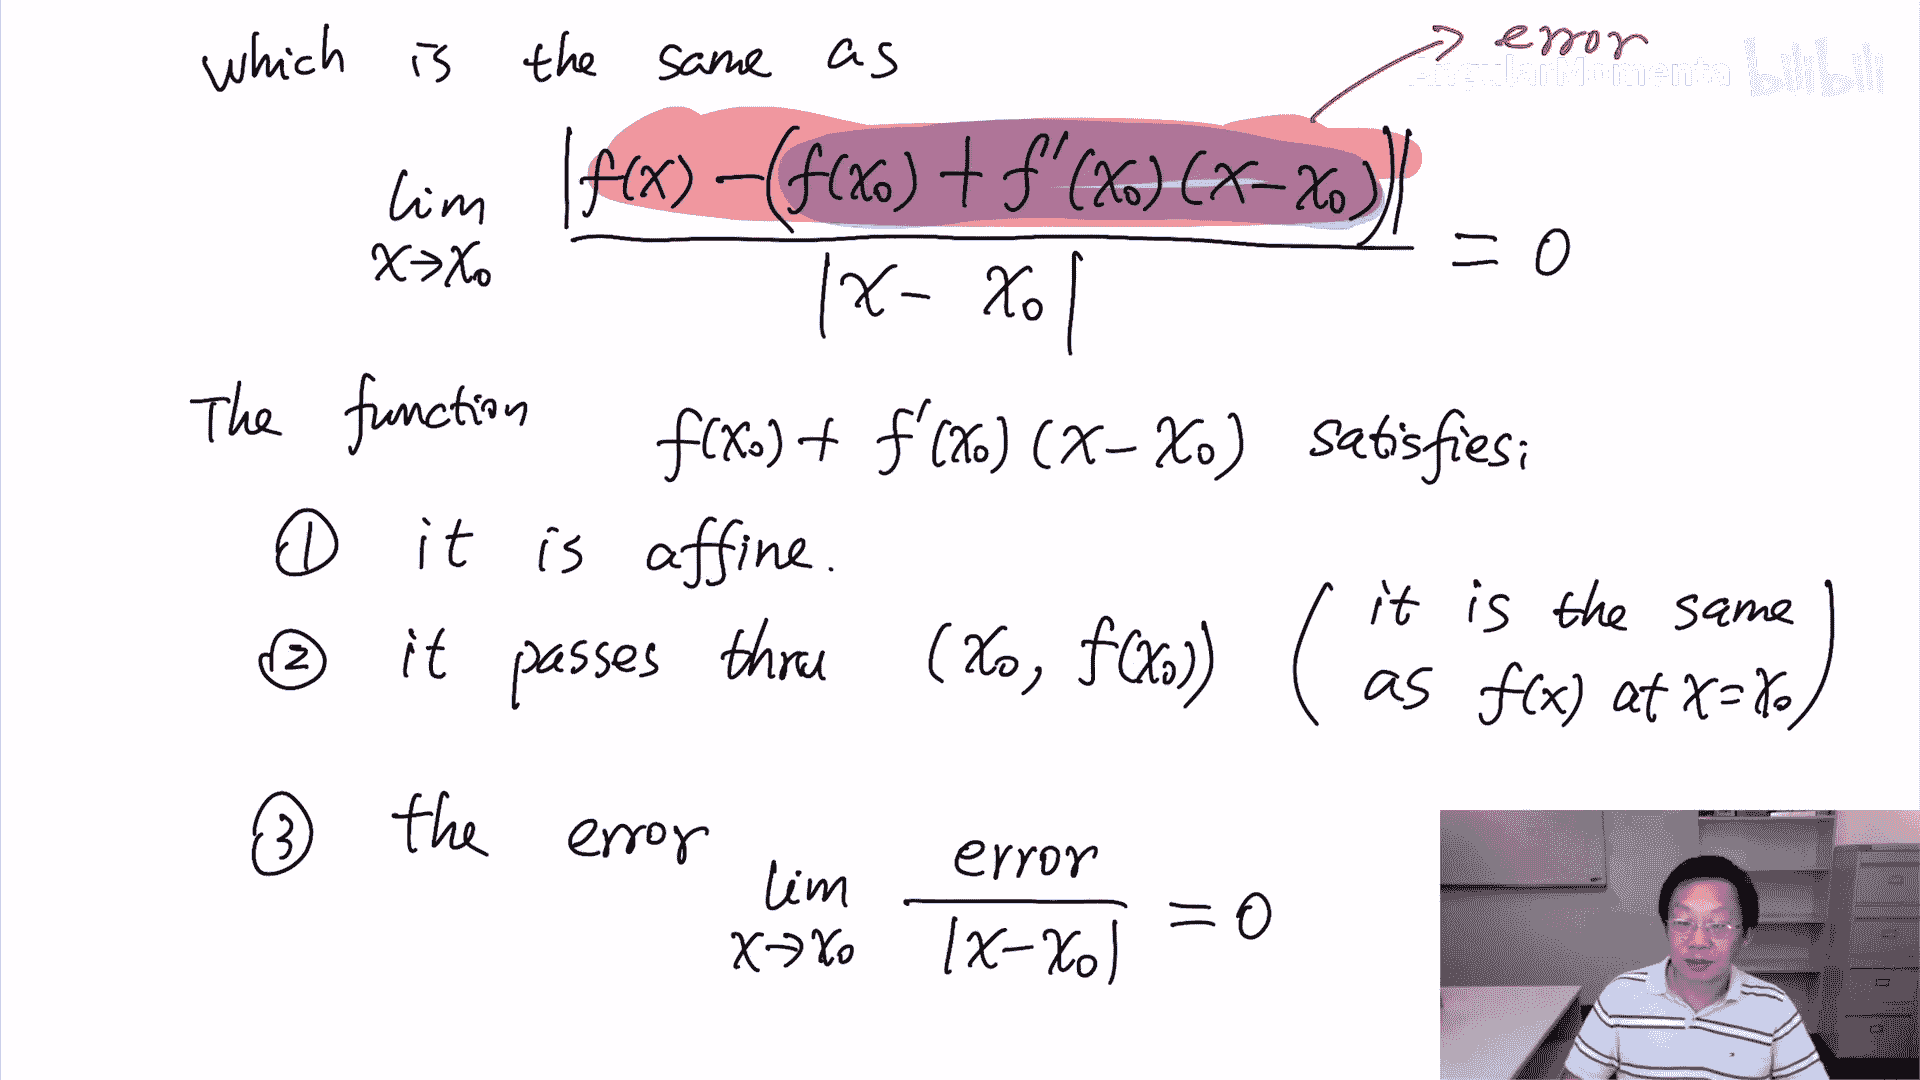 which is the same as
error
AngularMomenta bilibili
lim x→x₀ |f(x) − (f(x₀) + f′(x₀)(x − x₀))| / |x − x₀| = 0
The function f(x₀) + f′(x₀)(x − x₀) satisfies:
① it is affine.
② it passes thru (x₀, f(x₀)) (it is the same
as f(x) at x = x₀)
③ the error
lim x→x₀ error / |x − x₀| = 0